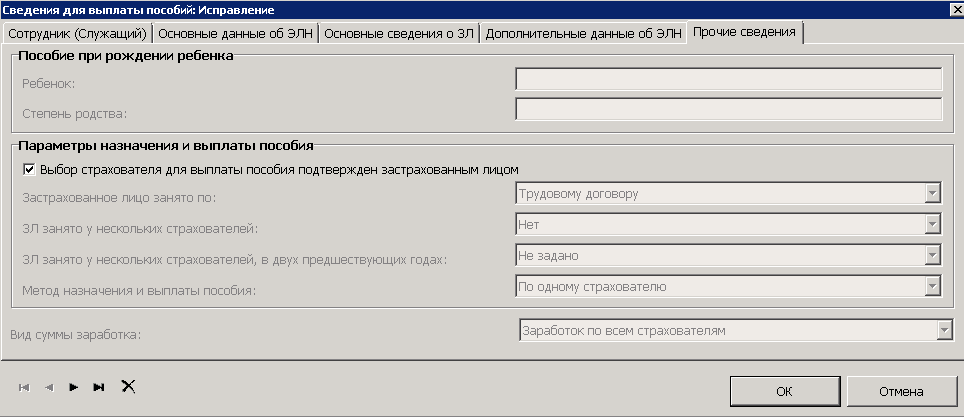 Сведения для выплаты пособий: Исправление
Сотрудник (Служащий) Основные данные об ЭЛН Основные сведения о ЗЛ Дополнительные данные об ЭЛН Прочие сведения
Пособие при рождении ребенка
Ребенок:
Степень родства:
Параметры назначения и выплаты пособия
Выбор страхователя для выплаты пособия подтвержден застрахованным лицом
Застрахованное лицо занято по: Трудовому договору
ЗЛ занято у нескольких страхователей: Нет
ЗЛ занято у нескольких страхователей, в двух предшествующих годах: Не задано
Метод назначения и выплаты пособия: По одному страхователю
Вид суммы заработка: Заработок по всем страхователям
ОК Отмена